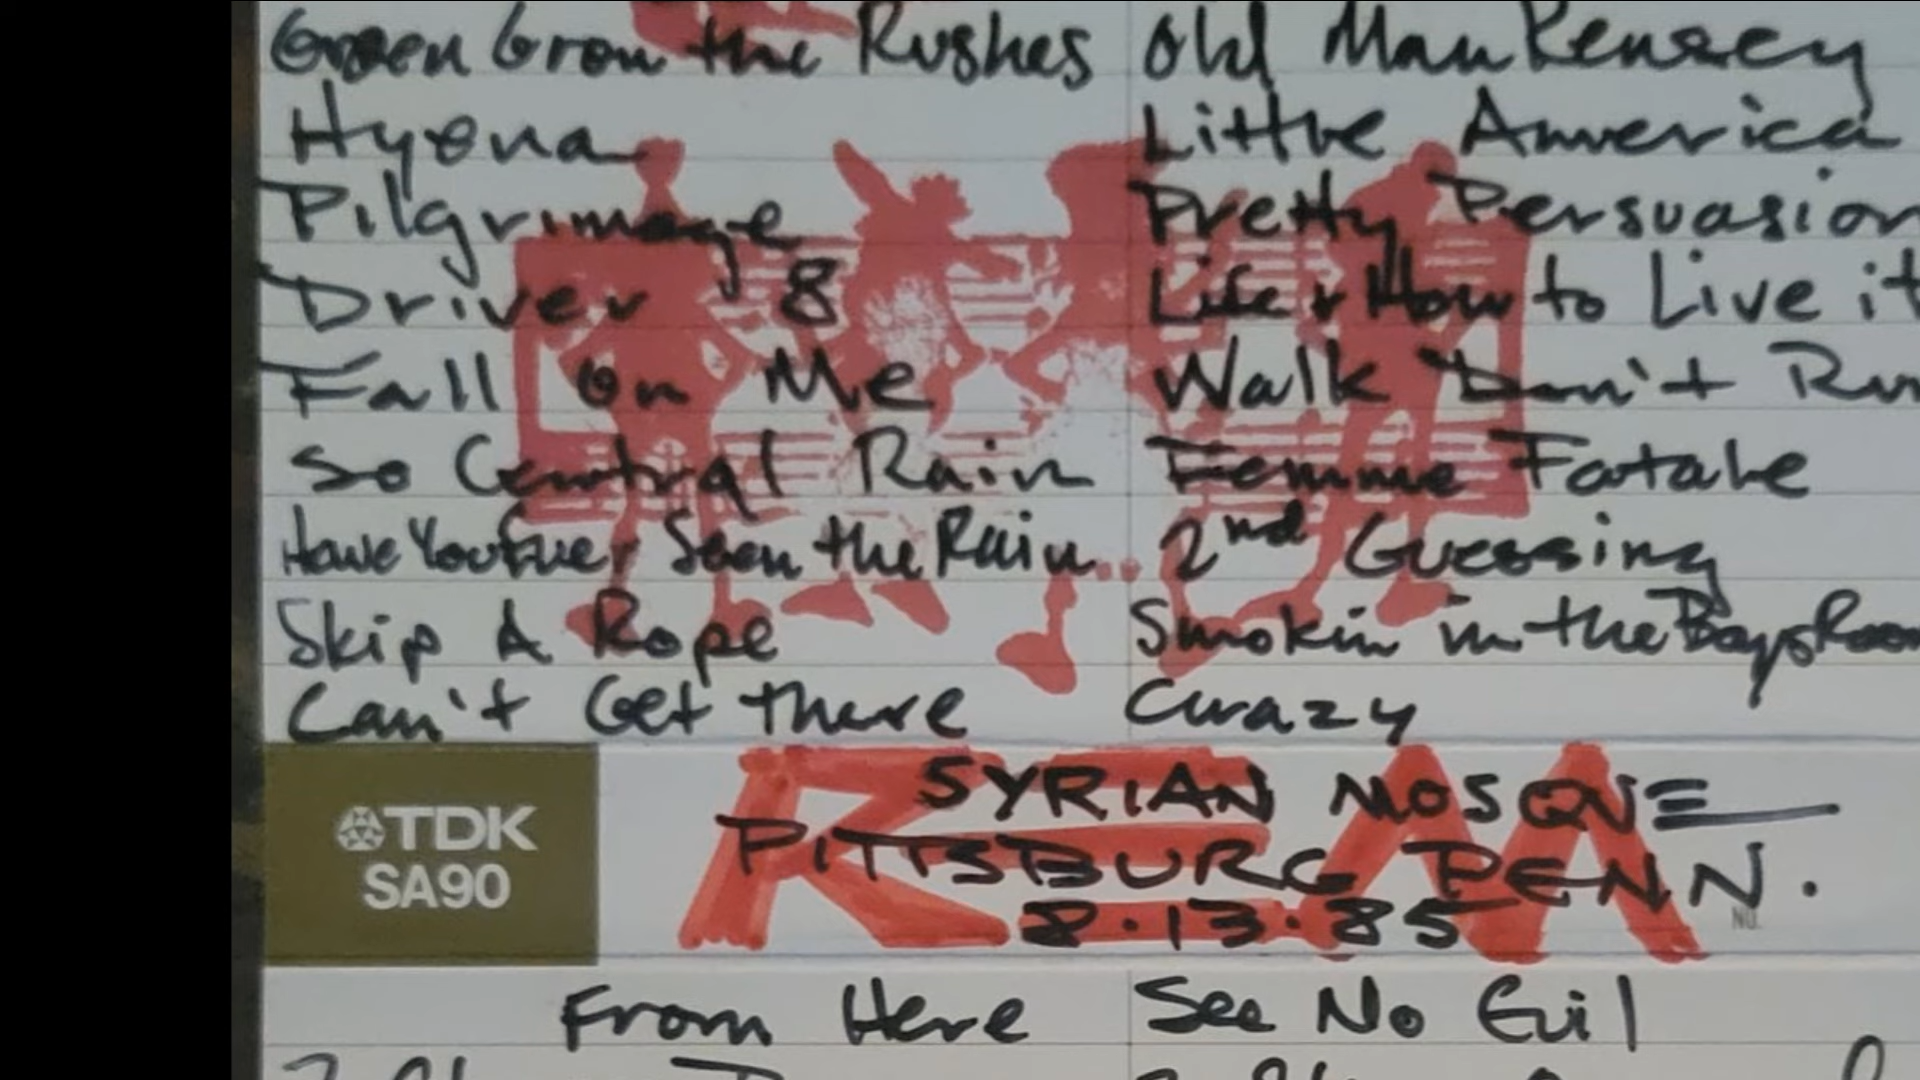 Green Grow the Rushes
Hyena
Pilgrimage
Driver 8
Fall On Me
So Central Rain
Have You Ever Seen the Rain
Skip A Rope
Can't Get There
Old Man Kensey
Little America
Pretty Persuasion
Life + How to Live it
Walk Don't Run
Femme Fatale
2nd Guessing
Smokin in the Boys Room
Crazy
TDK
SA90
REM
SYRIAN MOSQUE
PITTSBURG PENN.
8.13.85
NO.
From Here
See No Evil